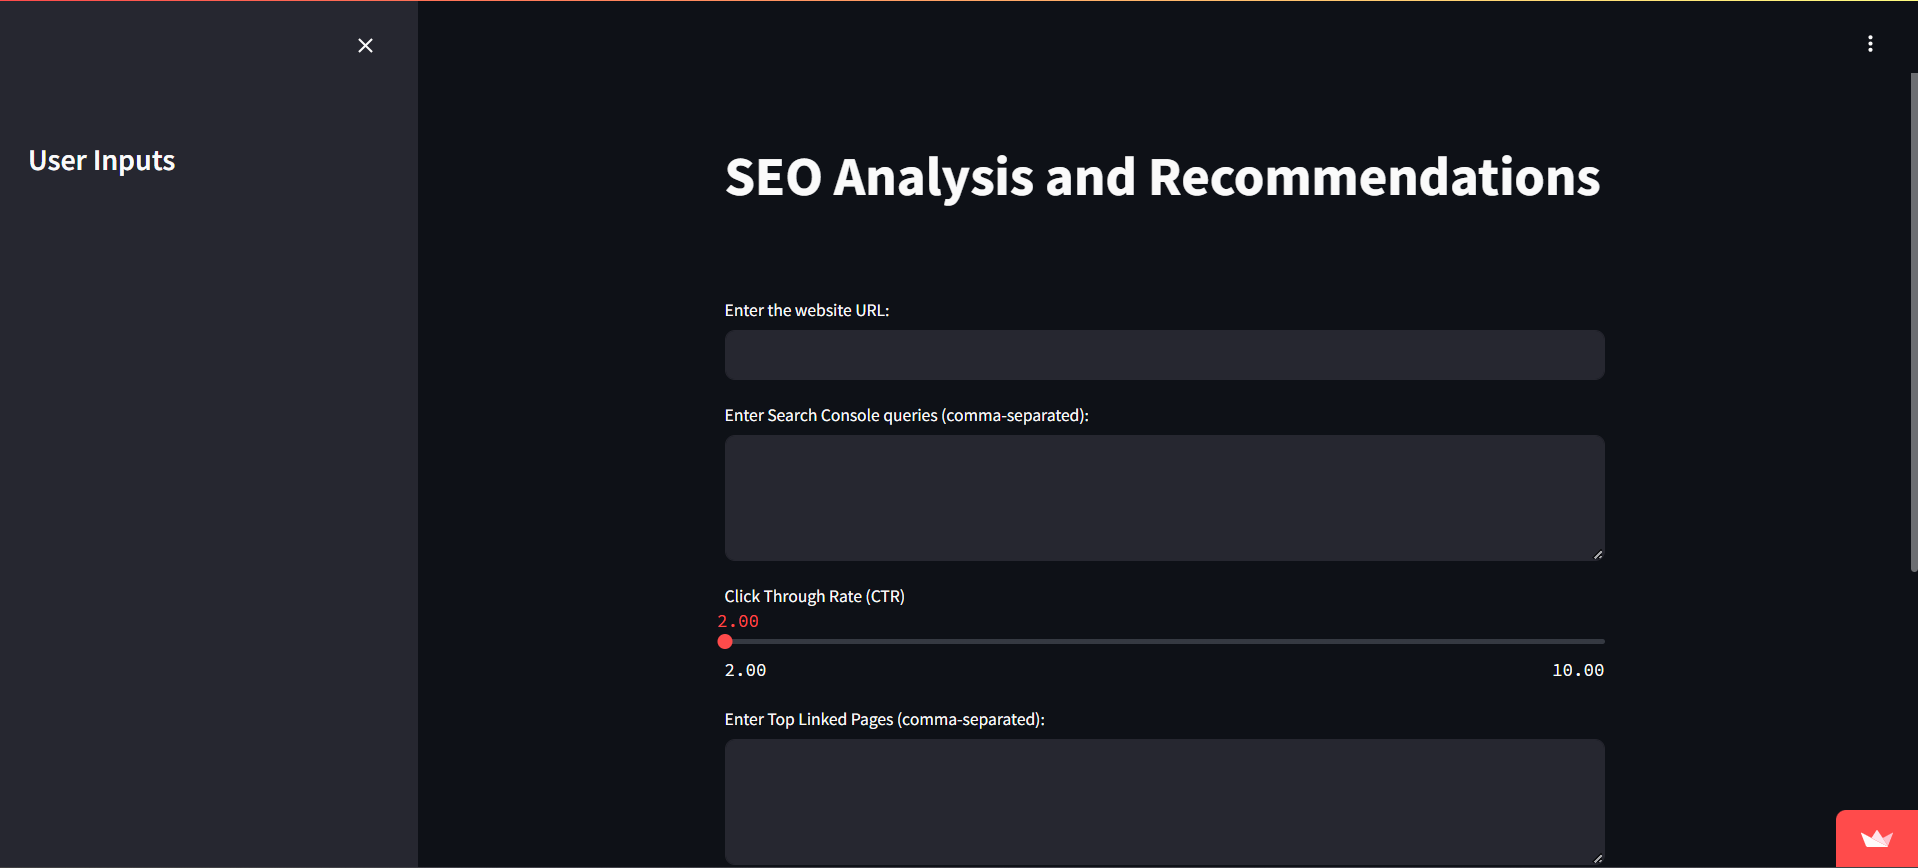 User Inputs
SEO Analysis and Recommendations
Enter the website URL:
Enter Search Console queries (comma-separated):
Click Through Rate (CTR)
2.00
2.00 10.00
Enter Top Linked Pages (comma-separated):